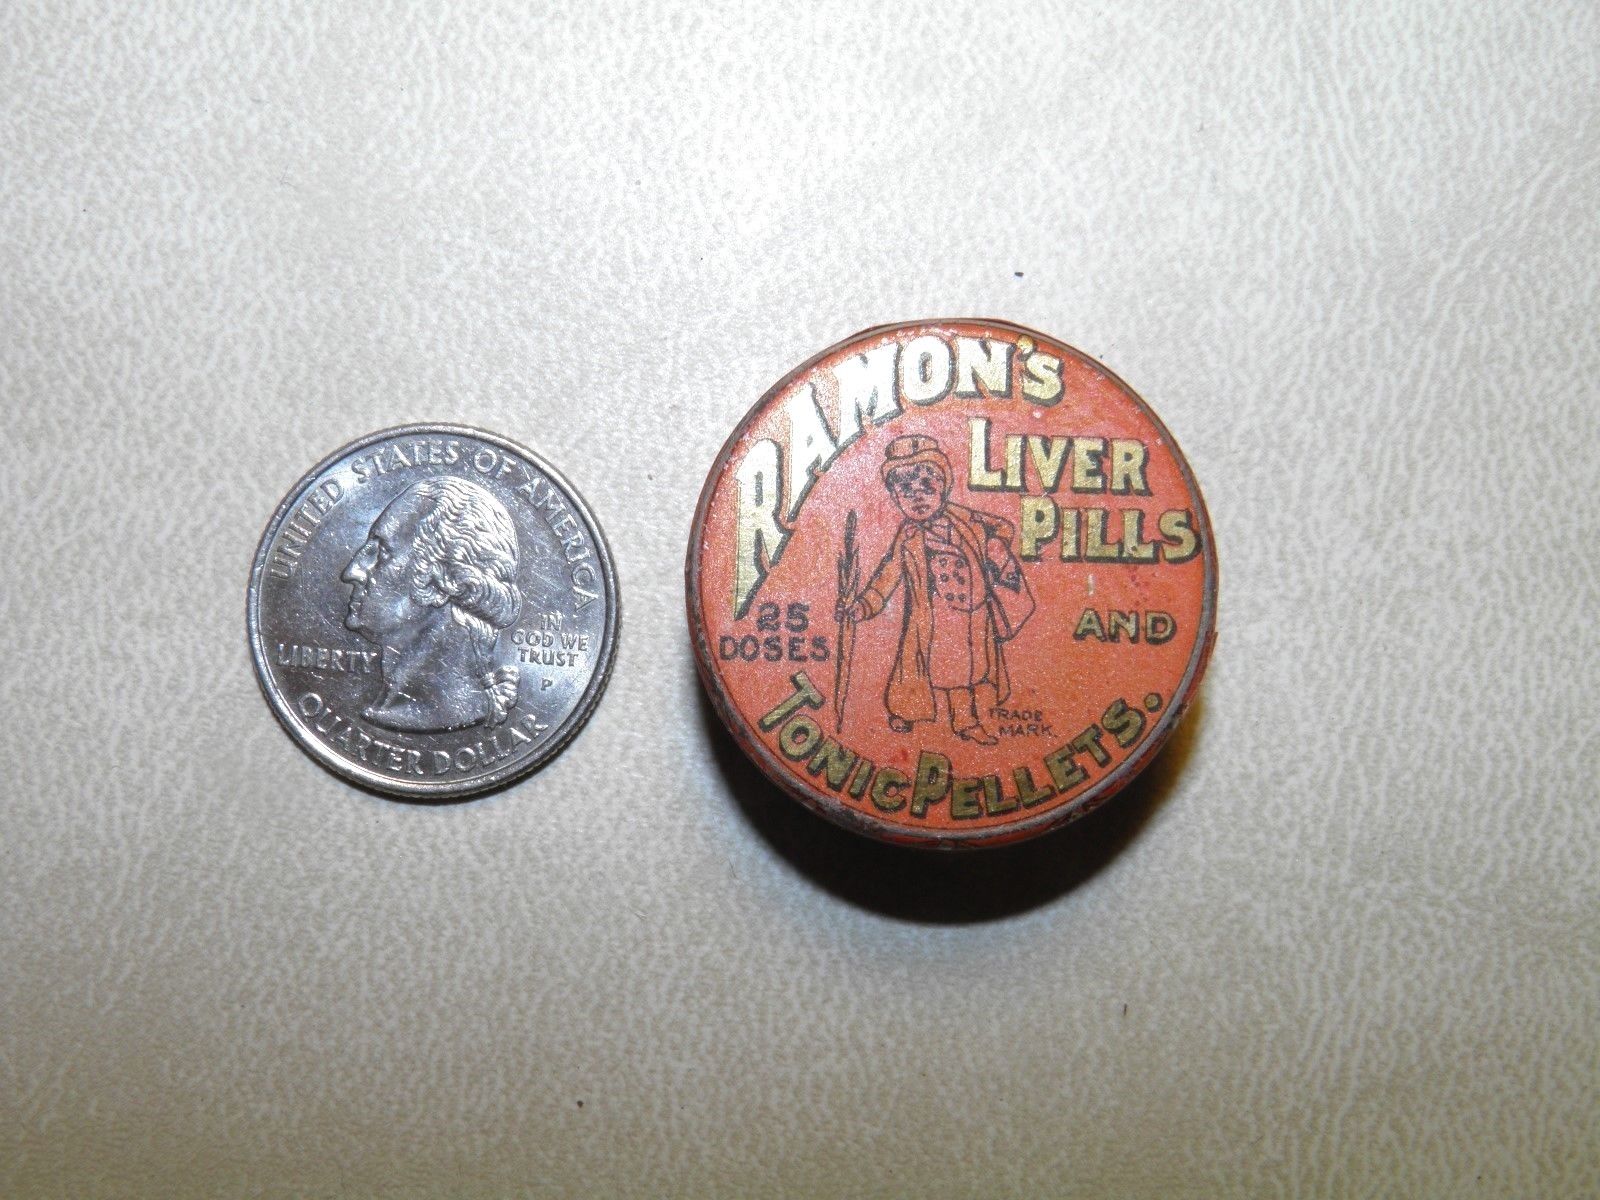 UNITED STATES OF AMERICA
LIBERTY
IN
GOD WE
TRUST
P
QUARTER DOLLAR
RAMON'S
LIVER
PILLS
AND
25
DOSES
TONIC PELLETS.
TRADE
MARK.